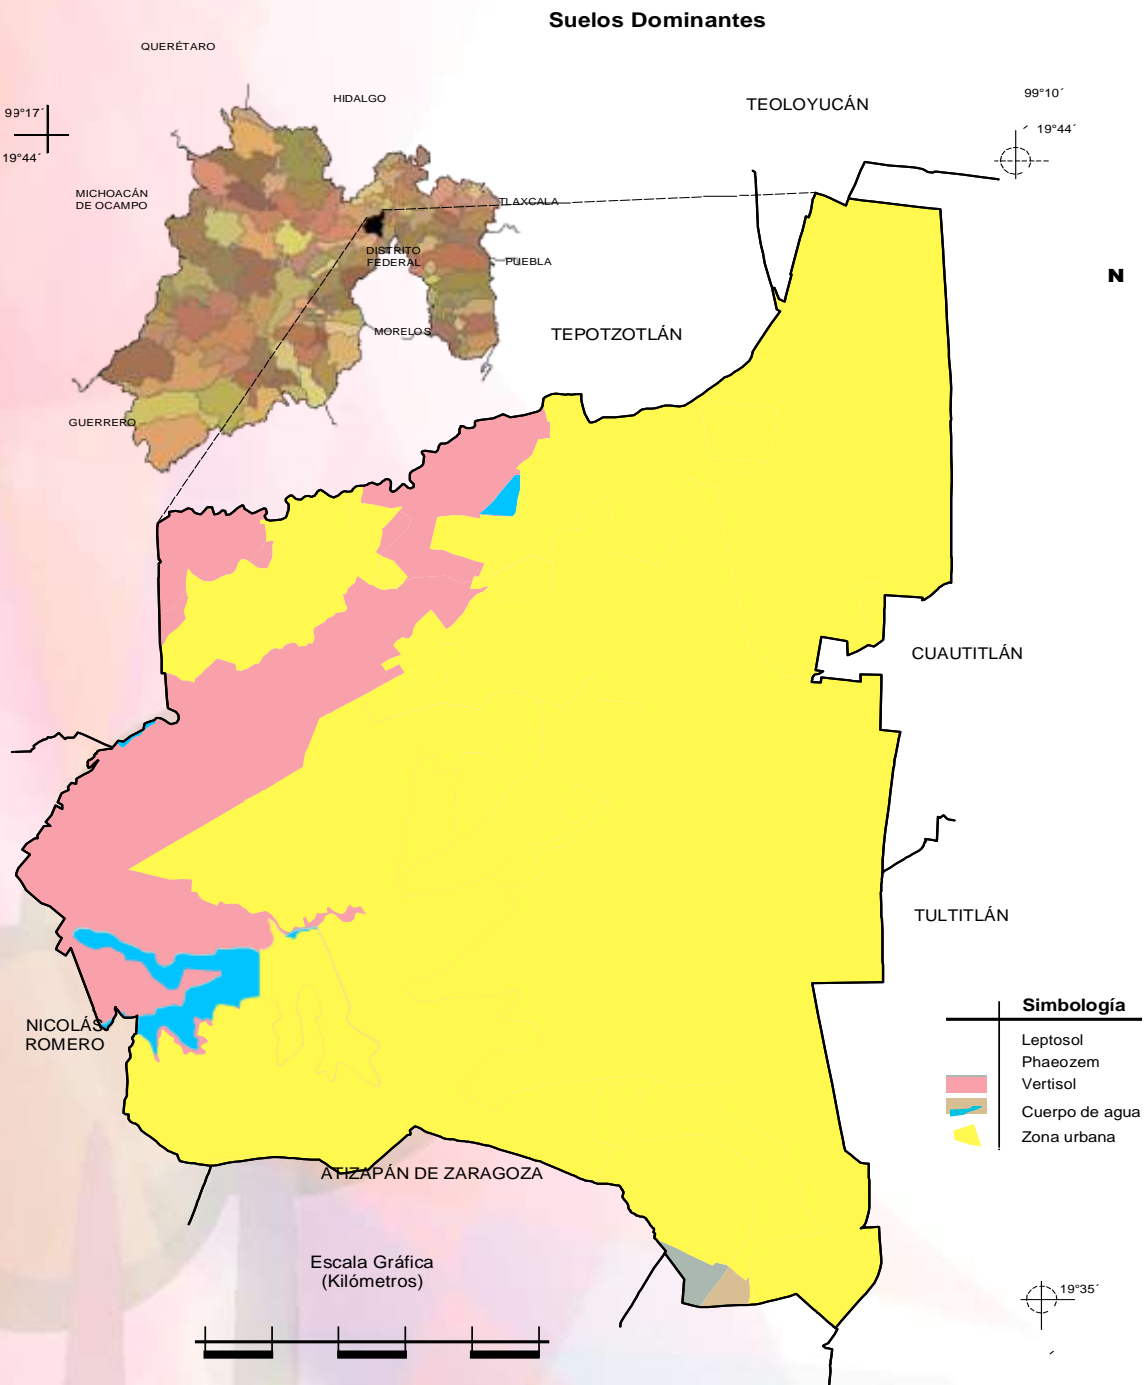 Suelos Dominantes
QUERÉTARO
HIDALGO
TEOLOYUCÁN
99°10´
99°17´
19°44´
19°44´
MICHOACÁN
DE OCAMPO
TLAXCALA
DISTRITO
FEDERAL
PUEBLA
N
MORELOS
TEPOTZOTLÁN
GUERRERO
CUAUTITLÁN
TULTITLÁN
NICOLÁS
ROMERO
Simbología
Leptosol
Phaeozem
Vertisol
Cuerpo de agua
Zona urbana
ATIZAPÁN DE ZARAGOZA
Escala Gráfica
(Kilómetros)
19°35´